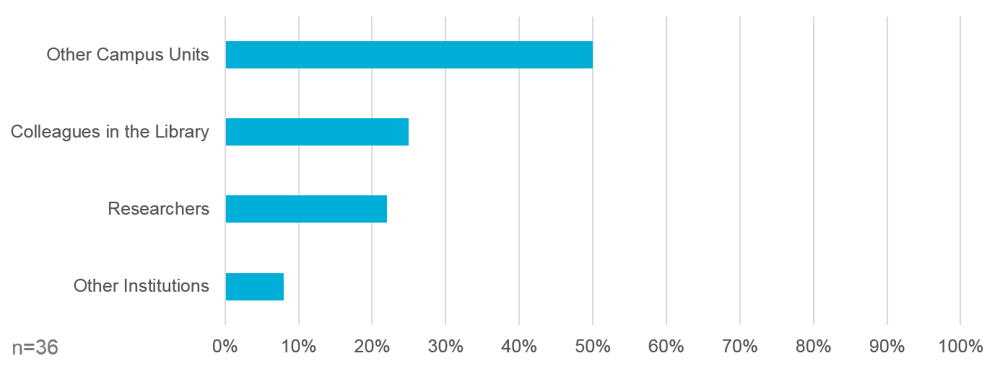 Other Campus Units
Colleagues in the Library
Researchers
Other Institutions
n=36
0% 10% 20% 30% 40% 50% 60% 70% 80% 90% 100%